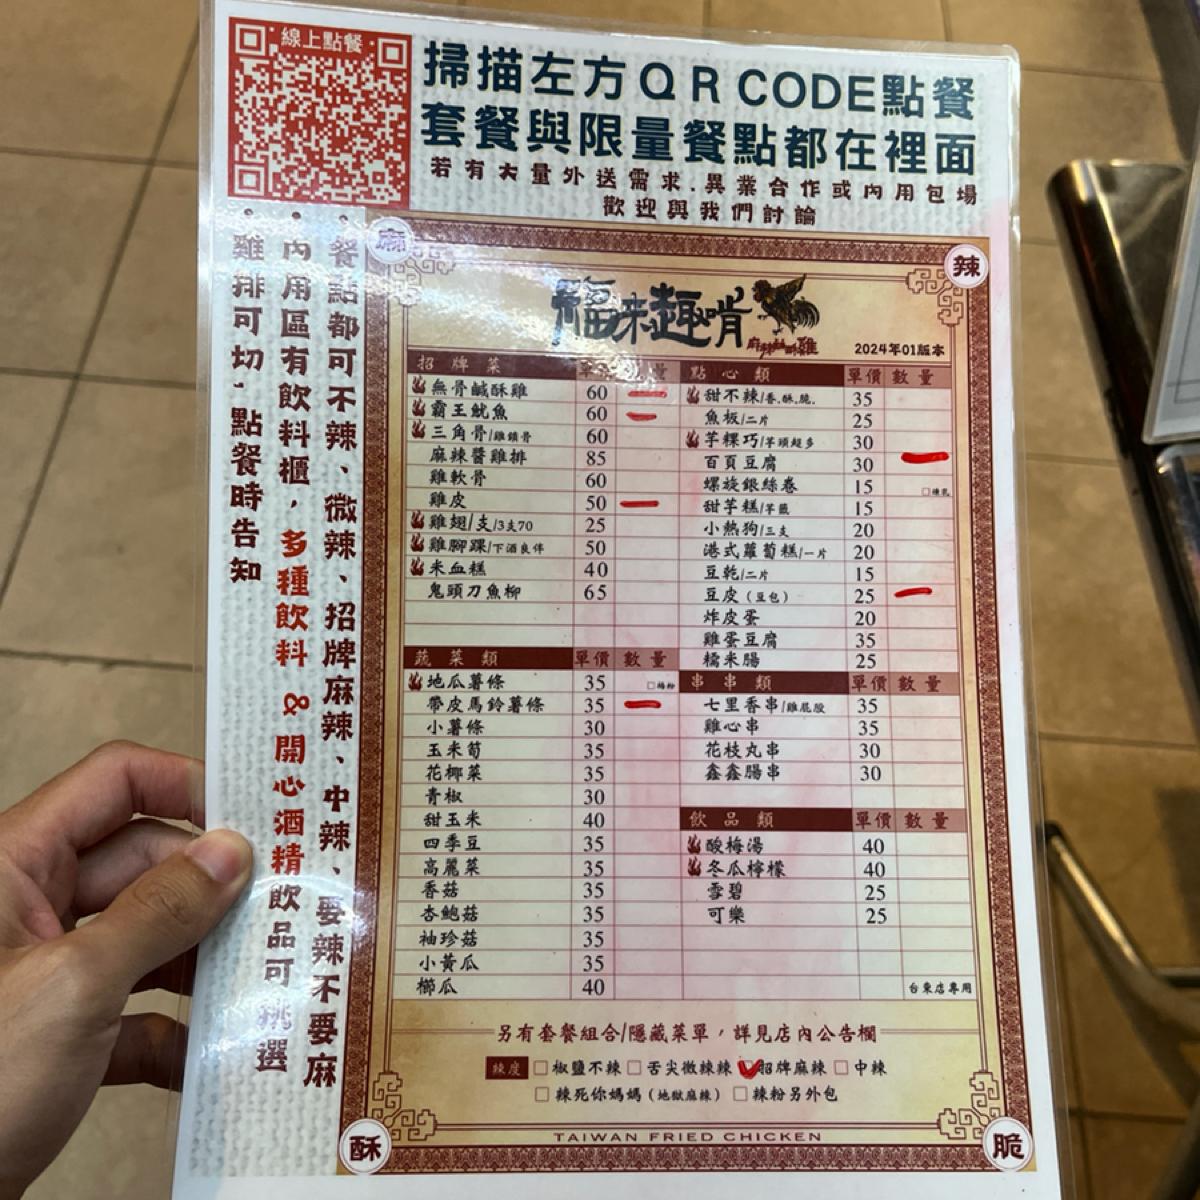 線上點餐
掃描左方QR CODE點餐
套餐與限量餐點都在裡面
若有大量外送需求.異業合作或內用包場
歡迎與我們討論
・餐點都可不辣、微辣、招牌麻辣、中辣、要辣不要麻
・內用區有飲料櫃，多種飲料 & 開心酒精飲品可挑選
・雞排可切，點餐時告知
麻
辣
福來趣啃
麻辣鹹酥雞
2024年01版本
招牌菜 單價 數量
無骨鹹酥雞 60
霸王魷魚 60
三角骨/雞鎖骨 60
麻辣醬雞排 85
雞軟骨 60
雞皮 50
雞翅/支/3支70 25
雞腳踝/下酒良伴 50
米血糕 40
鬼頭刀魚柳 65
蔬菜類 單價 數量
地瓜薯條 35 □梅粉
帶皮馬鈴薯條 35
小薯條 30
玉米筍 35
花椰菜 35
青椒 30
甜玉米 40
四季豆 35
高麗菜 35
香菇 35
杏鮑菇 35
袖珍菇 35
小黃瓜 35
櫛瓜 40
點心類 單價 數量
甜不辣/香.酥.脆. 35
魚板/二片 25
芋粿巧/芋頭超多 30
百頁豆腐 30
螺旋銀絲卷 15 □煉乳
甜芋糕/芋籤 15
小熱狗/三支 20
港式蘿蔔糕/一片 20
豆乾/二片 15
豆皮（豆包） 25
炸皮蛋 20
雞蛋豆腐 35
糯米腸 25
串串類 單價 數量
七里香串/雞屁股 35
雞心串 35
花枝丸串 30
鑫鑫腸串 30
飲品類 單價 數量
酸梅湯 40
冬瓜檸檬 40
雪碧 25
可樂 25
台東店專用
另有套餐組合/隱藏菜單，詳見店內公告欄
辣度 □椒鹽不辣 □舌尖微辣辣 □招牌麻辣 □中辣
□辣死你媽媽（地獄麻辣） □辣粉另外包
TAIWAN FRIED CHICKEN
酥
脆